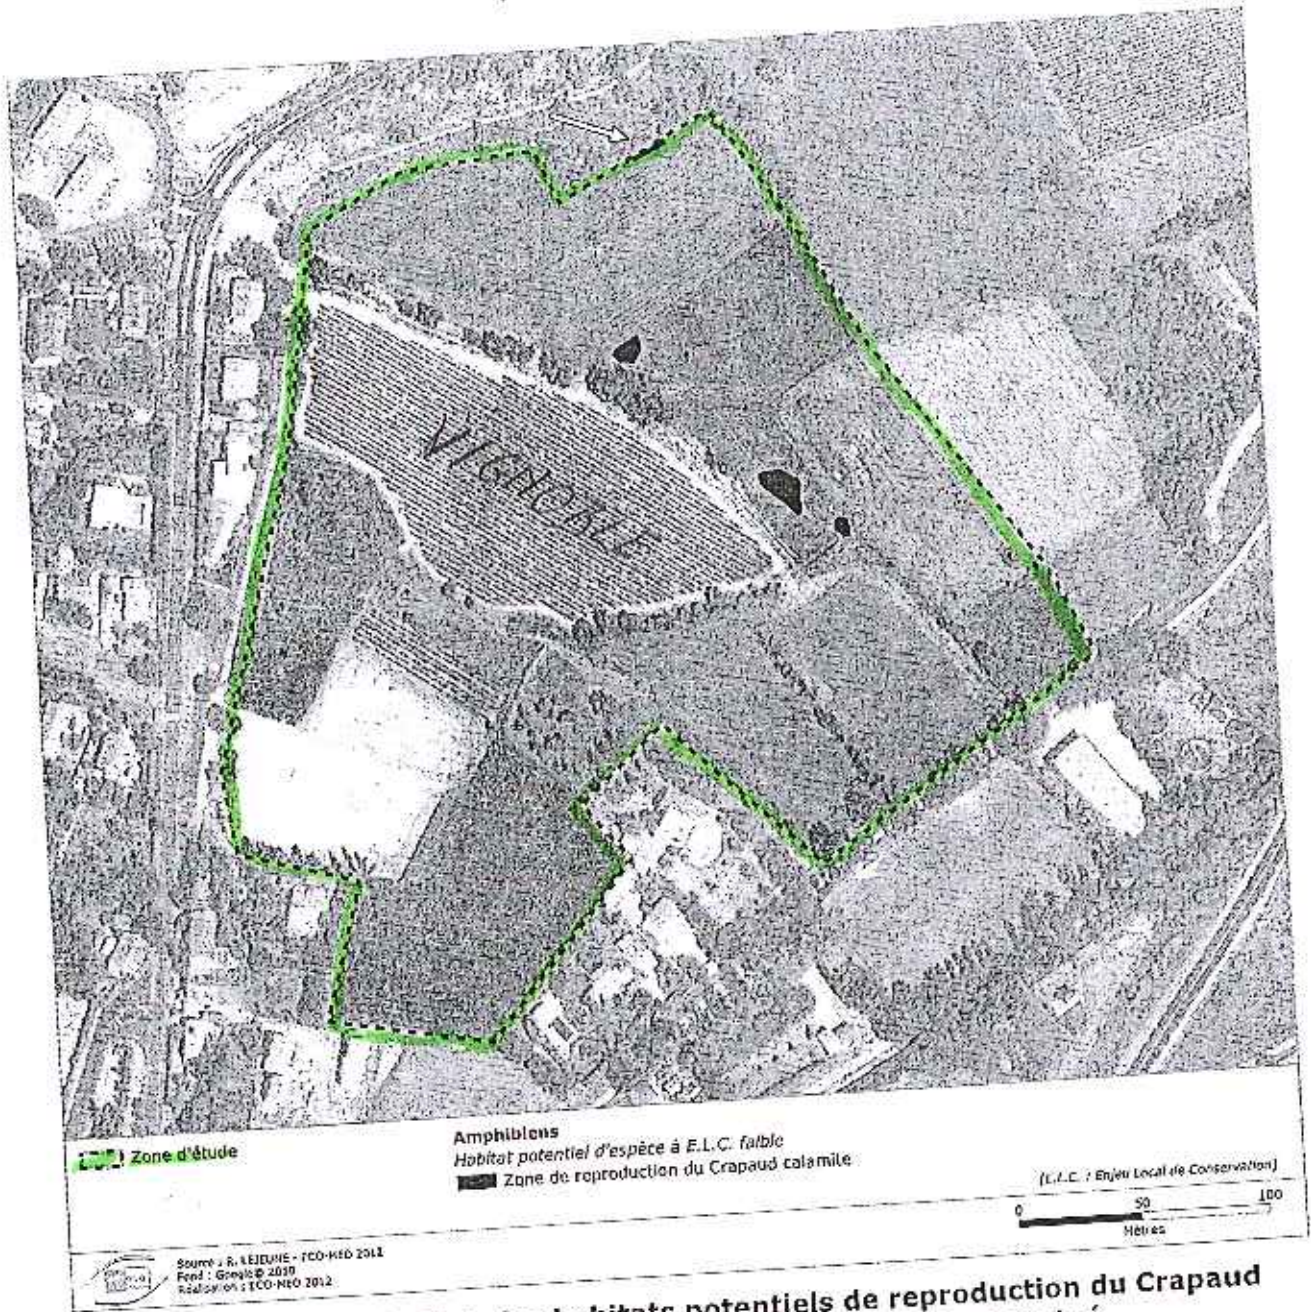 VIGNOBLE
Zone d'étude
Amphibiens
Habitat potentiel d'espèce à E.L.C. faible
Zone de reproduction du Crapaud calamite
(E.L.C. : Enjeu Local de Conservation)
0 50 100
Mètres
Source : R. LEJEUNE - ECO-MED 2012
Fond : Google © 2010
Réalisation : ECO-MED 2012
habitats potentiels de reproduction du Crapaud